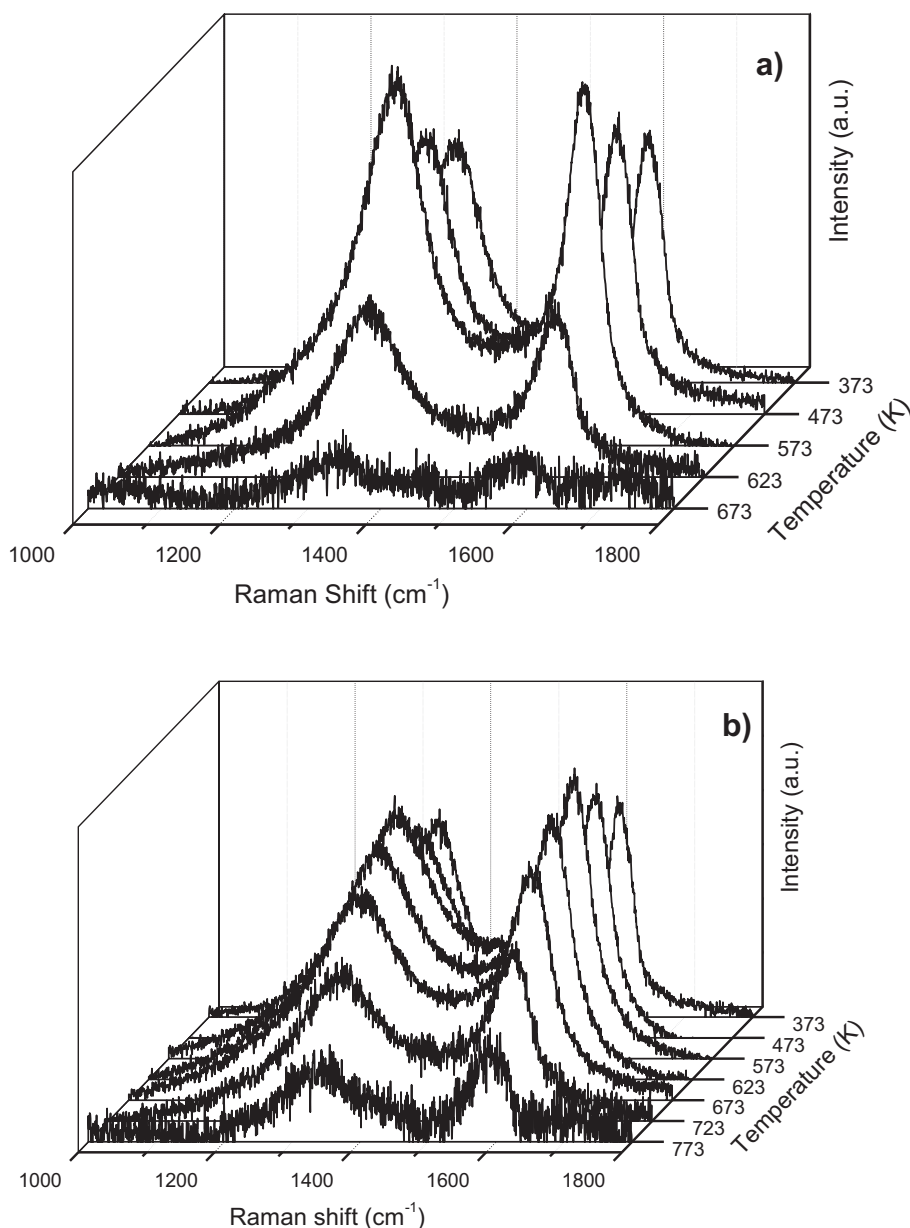 a)
Intensity (a.u.)
373
473
573
623
673
Temperature (K)
1000 1200 1400 1600 1800
Raman Shift (cm⁻¹)
b)
Intensity (a.u.)
373
473
573
623
673
723
773
Temperature (K)
1000 1200 1400 1600 1800
Raman shift (cm⁻¹)